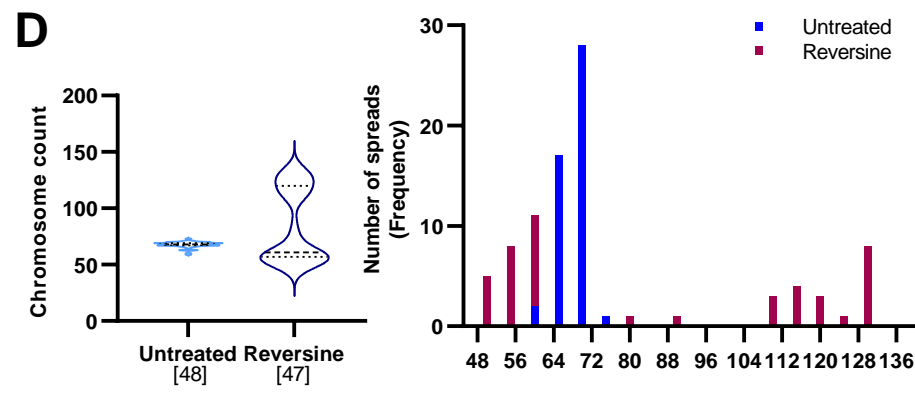 D
Chromosome count
200
150
100
50
0
Untreated Reversine
[48] [47]
Number of spreads
(Frequency)
30
20
10
0
48 56 64 72 80 88 96 104 112 120 128 136
Untreated
Reversine